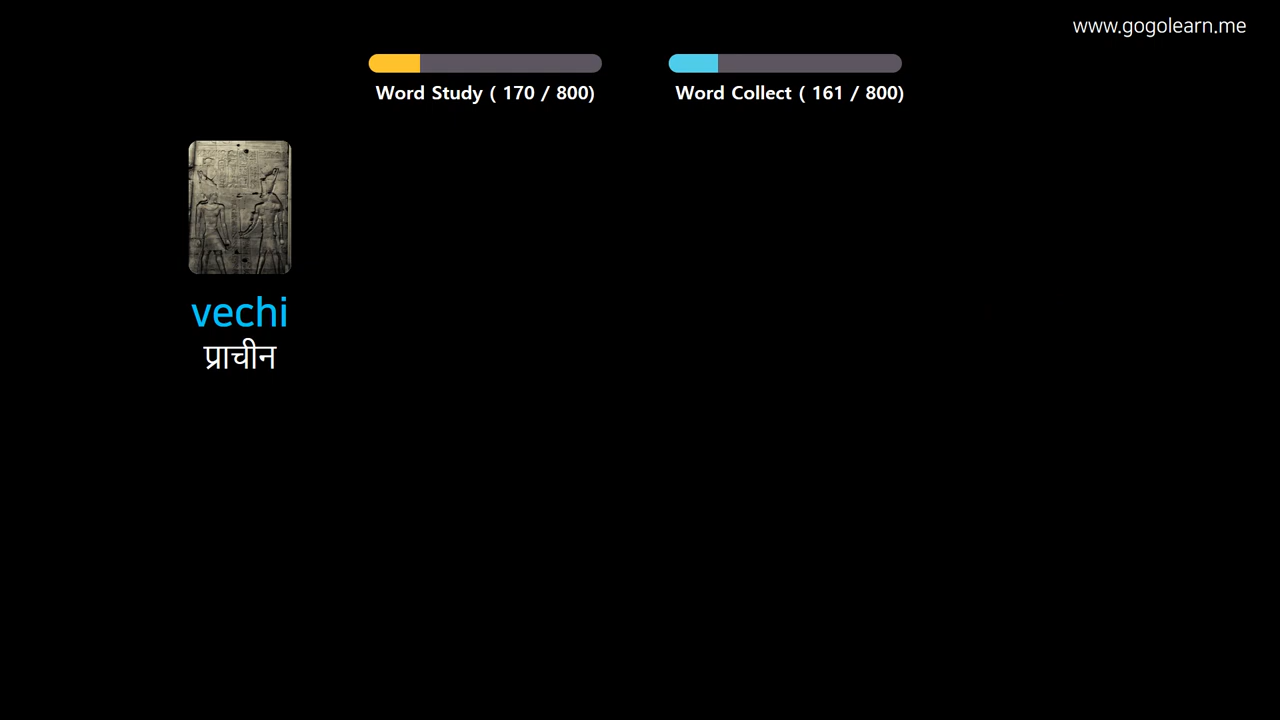 www.gogolearn.me
Word Study ( 170 / 800)
Word Collect ( 161 / 800)
vechi
प्राचीन